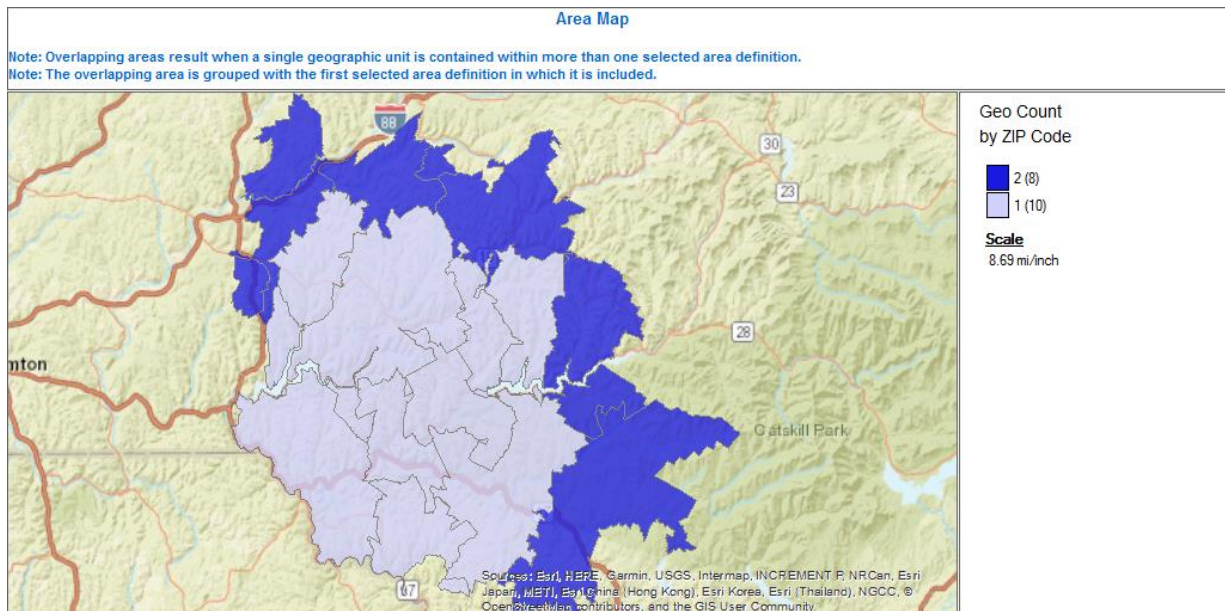 Area Map
Note: Overlapping areas result when a single geographic unit is contained within more than one selected area definition.
Note: The overlapping area is grouped with the first selected area definition in which it is included.
Geo Count
by ZIP Code
2 (8)
1 (10)
Scale
8.69 mi/inch
88
30
23
28
mton
Catskill Park
Sources: Esri, HERE, Garmin, USGS, Intermap, INCREMENT P, NRCan, Esri
Japan, METI, Esri China (Hong Kong), Esri Korea, Esri (Thailand), NGCC, ©
OpenStreetMap contributors, and the GIS User Community